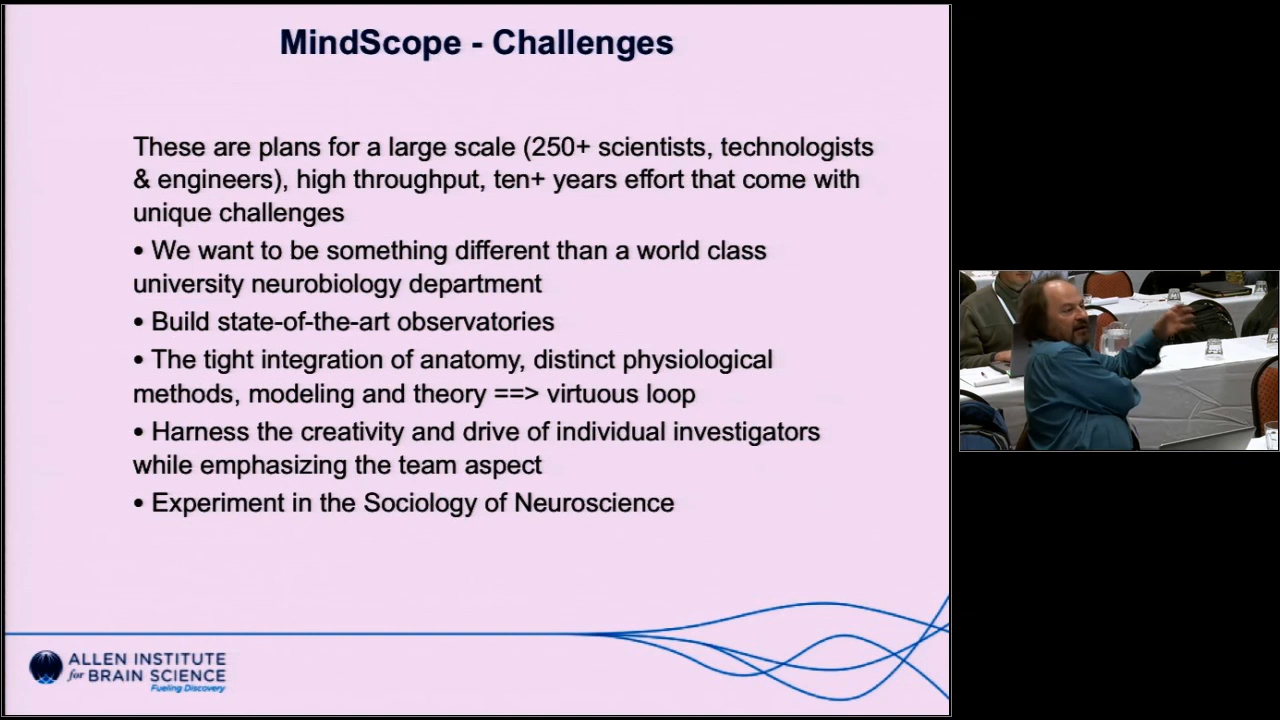 MindScope - Challenges
These are plans for a large scale (250+ scientists, technologists
& engineers), high throughput, ten+ years effort that come with
unique challenges
• We want to be something different than a world class
university neurobiology department
• Build state-of-the-art observatories
• The tight integration of anatomy, distinct physiological
methods, modeling and theory ==> virtuous loop
• Harness the creativity and drive of individual investigators
while emphasizing the team aspect
• Experiment in the Sociology of Neuroscience
ALLEN INSTITUTE
for BRAIN SCIENCE
Fueling Discovery